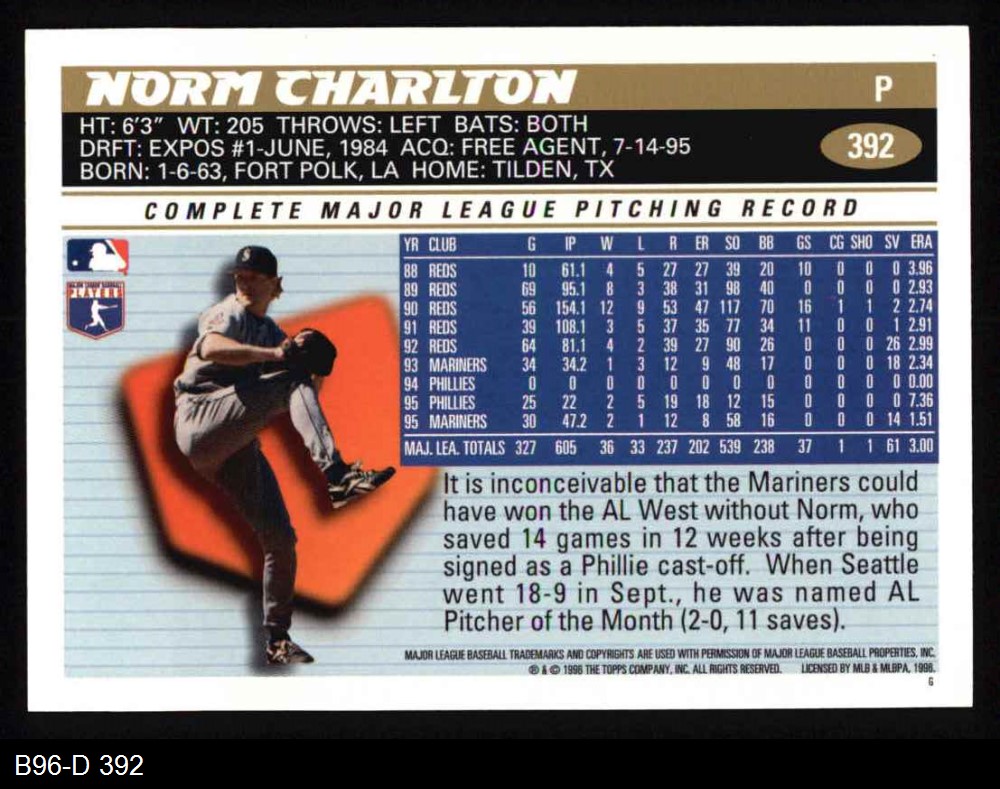 NORM CHARLTON P
HT: 6'3" WT: 205 THROWS: LEFT BATS: BOTH
DRFT: EXPOS #1-JUNE, 1984 ACQ: FREE AGENT, 7-14-95
BORN: 1-6-63, FORT POLK, LA HOME: TILDEN, TX
392
COMPLETE MAJOR LEAGUE PITCHING RECORD
MAJOR LEAGUE BASEBALL
PLAYERS
YR CLUB G IP W L R ER SO BB GS CG SHO SV ERA
88 REDS 10 61.1 4 5 27 27 39 20 10 0 0 0 3.96
89 REDS 69 95.1 8 3 38 31 98 40 0 0 0 0 2.93
90 REDS 56 154.1 12 9 53 47 117 70 16 1 1 2 2.74
91 REDS 39 108.1 3 5 37 35 77 34 11 0 0 1 2.91
92 REDS 64 81.1 4 2 39 27 90 26 0 0 0 26 2.99
93 MARINERS 34 34.2 1 3 12 9 48 17 0 0 0 18 2.34
94 PHILLIES 0 0 0 0 0 0 0 0 0 0 0 0 0.00
95 PHILLIES 25 22 2 5 19 18 12 15 0 0 0 0 7.36
95 MARINERS 30 47.2 2 1 12 8 58 16 0 0 0 14 1.51
MAJ. LEA. TOTALS 327 605 36 33 237 202 539 238 37 1 1 61 3.00
It is inconceivable that the Mariners could
have won the AL West without Norm, who
saved 14 games in 12 weeks after being
signed as a Phillie cast-off. When Seattle
went 18-9 in Sept., he was named AL
Pitcher of the Month (2-0, 11 saves).
MAJOR LEAGUE BASEBALL TRADEMARKS AND COPYRIGHTS ARE USED WITH PERMISSION OF MAJOR LEAGUE BASEBALL PROPERTIES, INC.
® & © 1996 THE TOPPS COMPANY, INC. ALL RIGHTS RESERVED. LICENSED BY MLB & MLBPA, 1996.
G
B96-D 392